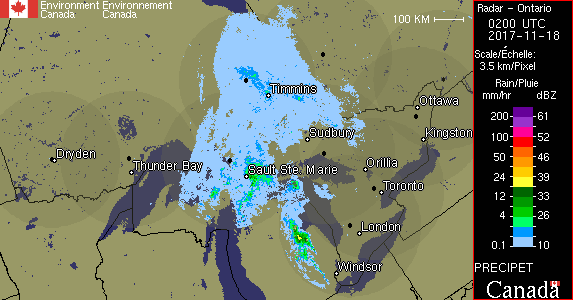 Environment Environnement
Canada Canada
100 KM
Timmins
Ottawa
Sudbury
Kingston
Dryden
Thunder Bay
Sault Ste. Marie
Orillia
Toronto
London
Windsor
Radar - Ontario
0200 UTC
2017-11-18
Scale/Échelle:
3.5 km/Pixel
Rain/Pluie
mm/hr dBZ
200 61
100 57
100 52
50 46
24 39
12 33
4 26
0.1 10
PRECIPET
Canada